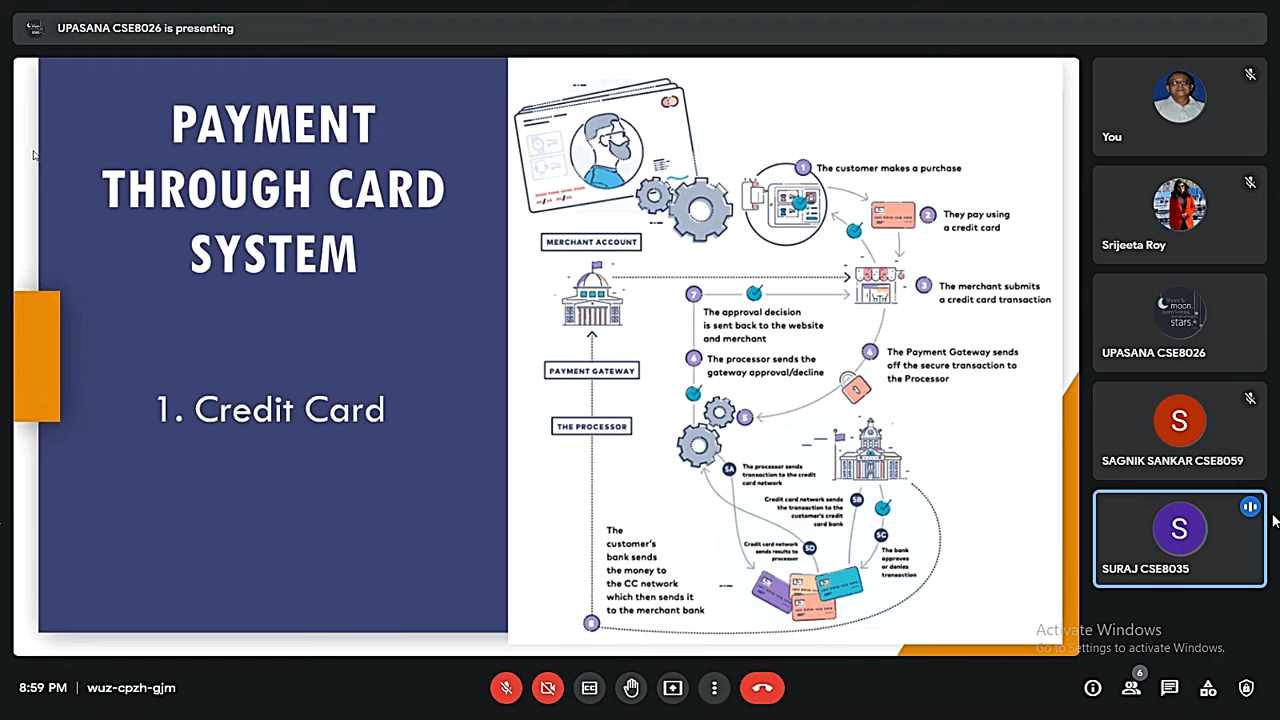 UPASANA CSE8026 is presenting
PAYMENT
THROUGH CARD
SYSTEM
1. Credit Card
MERCHANT ACCOUNT
PAYMENT GATEWAY
THE PROCESSOR
1
The customer makes a purchase
2
They pay using
a credit card
3
The merchant submits
a credit card transaction
4
The Payment Gateway sends
off the secure transaction to
the Processor
5
5A
The processor sends
transaction to the credit
card network
5B
Credit card network sends
the transaction to the
customer's credit
card bank
5C
The bank
approves
or denies
transaction
5D
Credit card network
sends results to
processor
6
The processor sends the
gateway approval/decline
7
The approval decision
is sent back to the website
and merchant
8
The
customer's
bank sends
the money to
the CC network
which then sends it
to the merchant bank
You
Srijeeta Roy
moon,
stars.
UPASANA CSE8026
S
SAGNIK SANKAR CSE8059
S
SURAJ CSE8035
Activate Windows
Go to Settings to activate Windows.
8:59 PM | wuz-cpzh-gjm
6